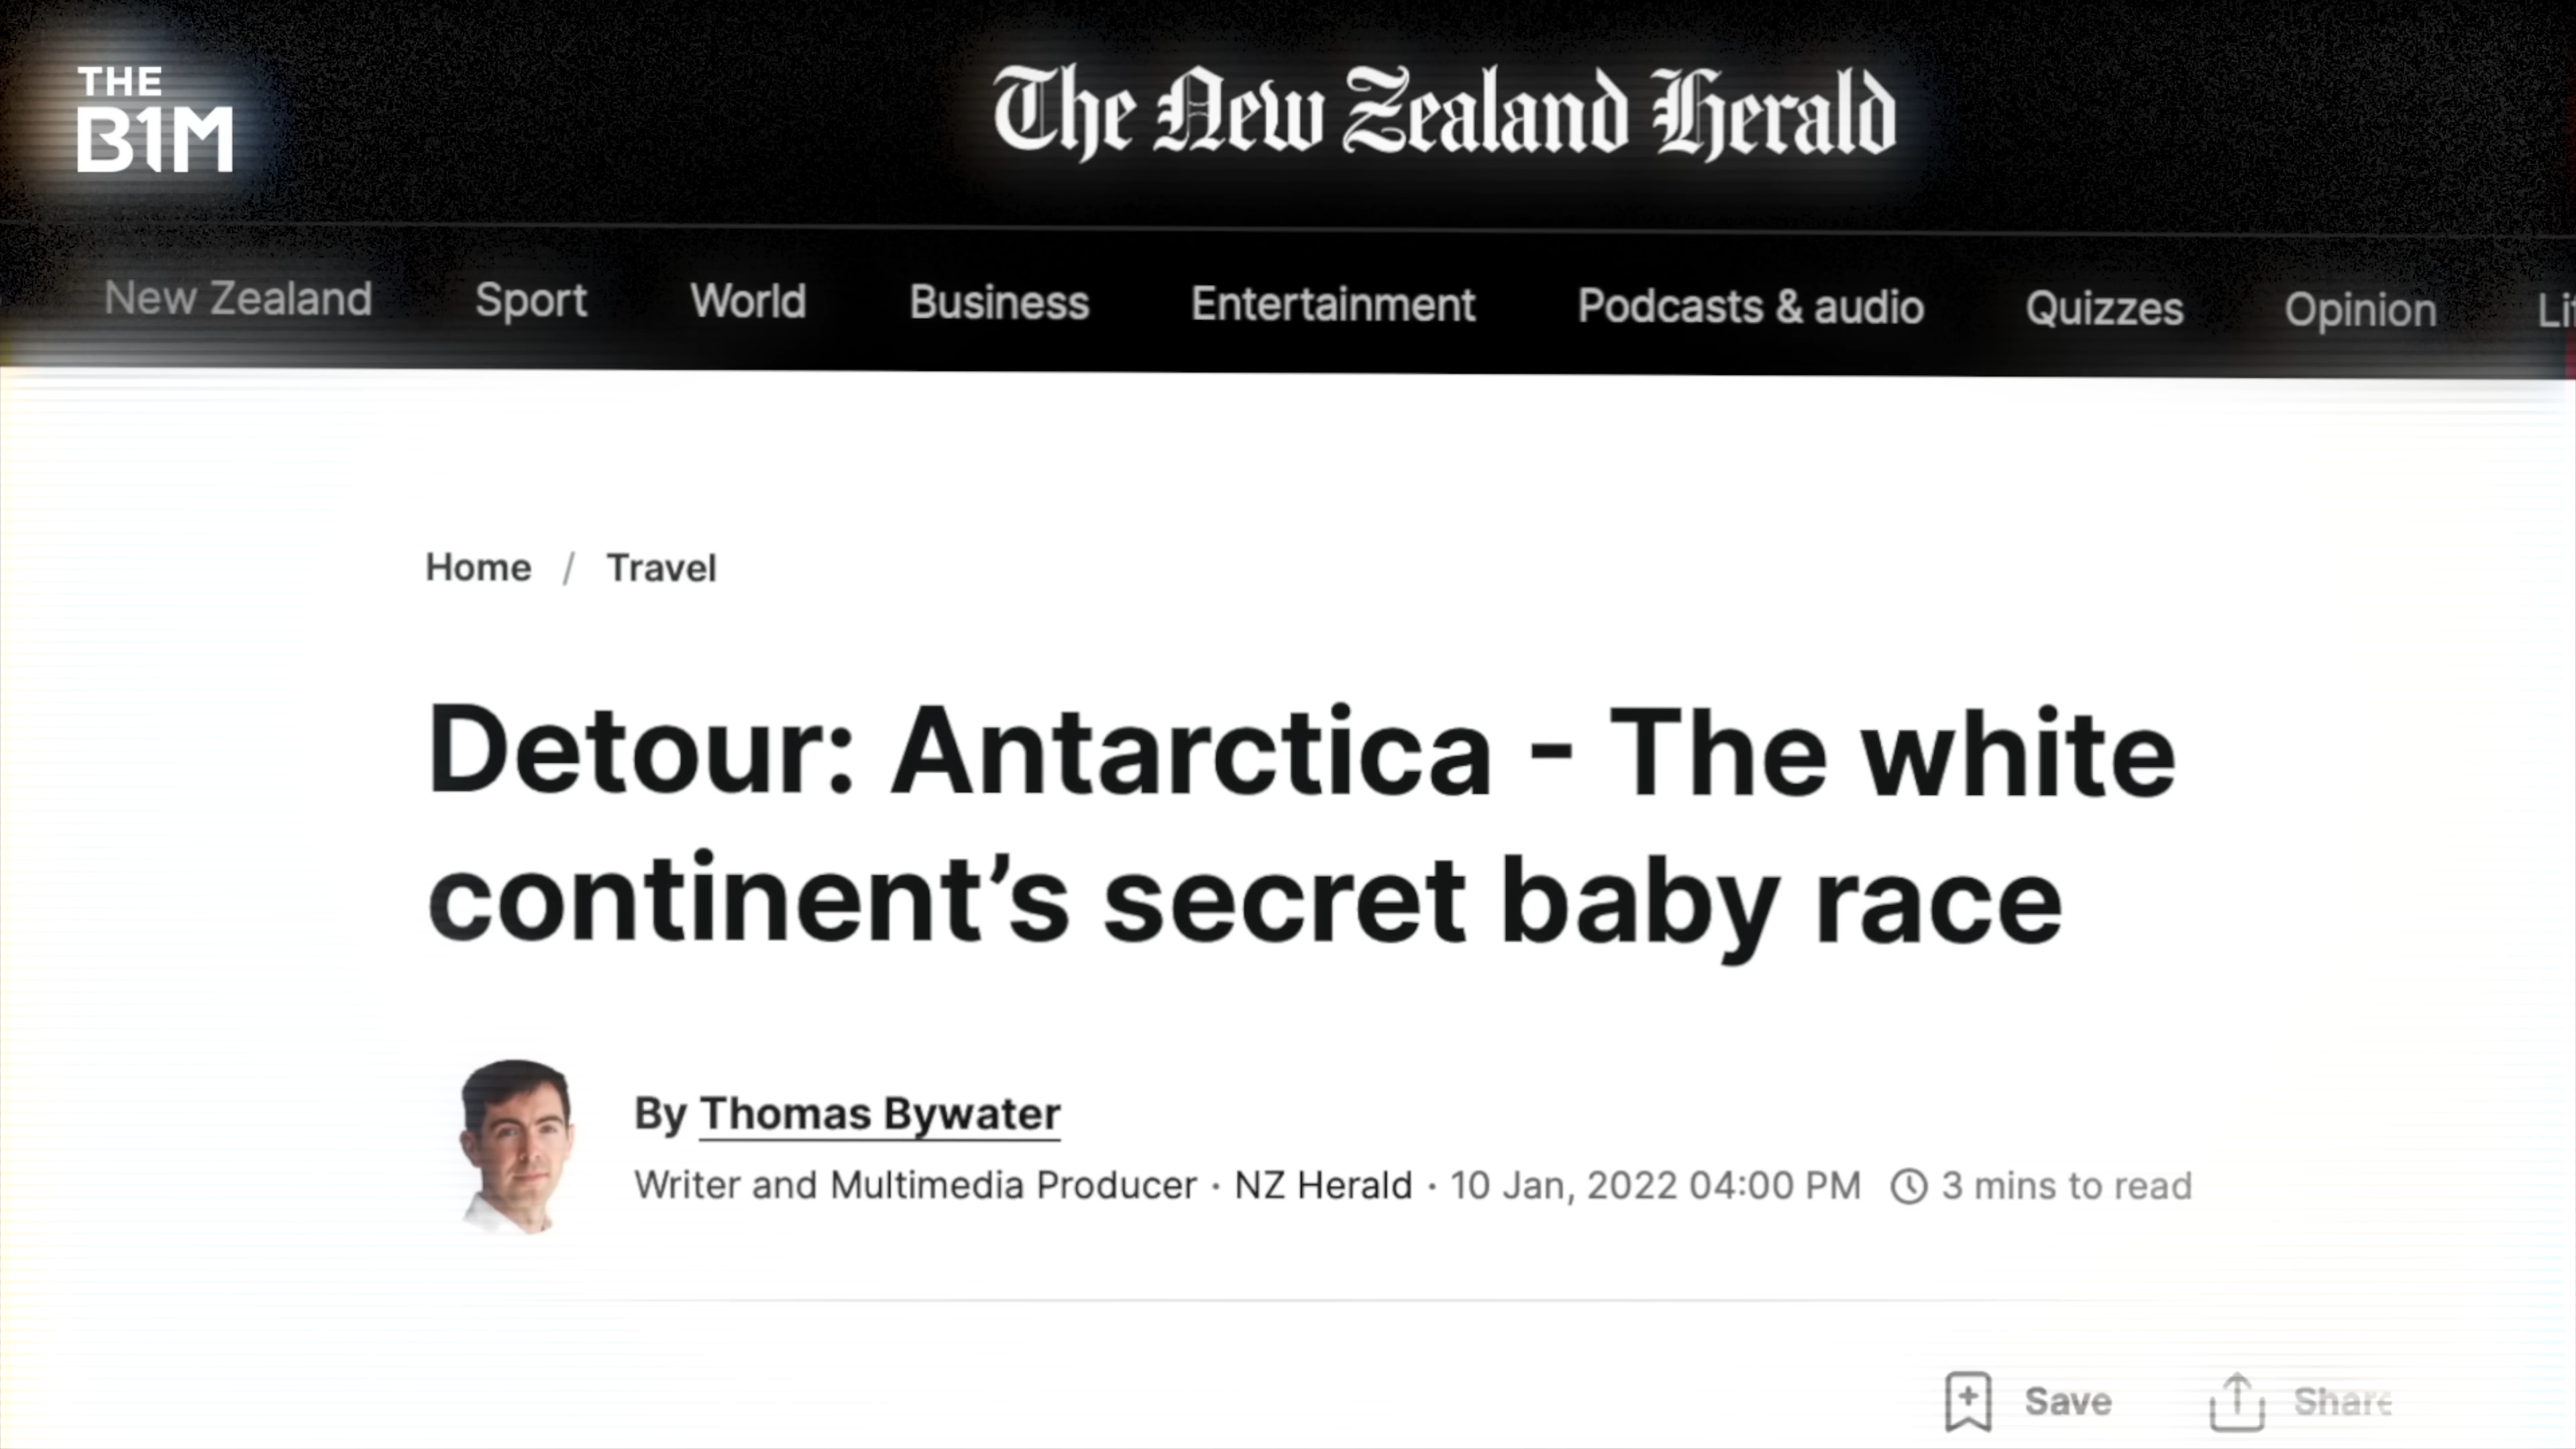 THE
B1M
The New Zealand Herald
New Zealand Sport World Business Entertainment Podcasts & audio Quizzes Opinion
Home / Travel
Detour: Antarctica - The white
continent’s secret baby race
By Thomas Bywater
Writer and Multimedia Producer · NZ Herald · 10 Jan, 2022 04:00 PM 3 mins to read
Save Share